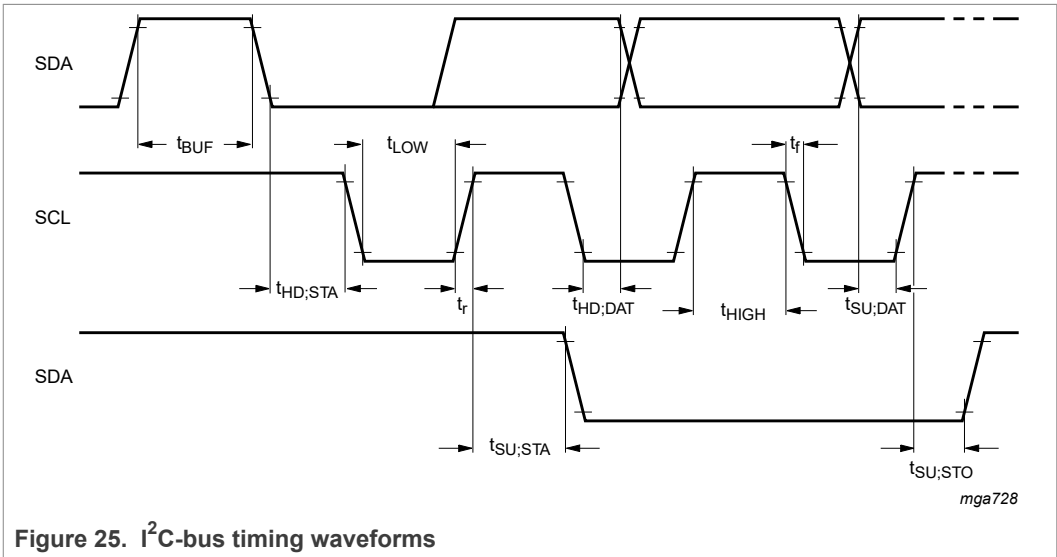 SDA
tBUF
tLOW
tf
SCL
tHD;STA
tr
tHD;DAT
tHIGH
tSU;DAT
SDA
tSU;STA
tSU;STO
mga728
Figure 25. I²C-bus timing waveforms